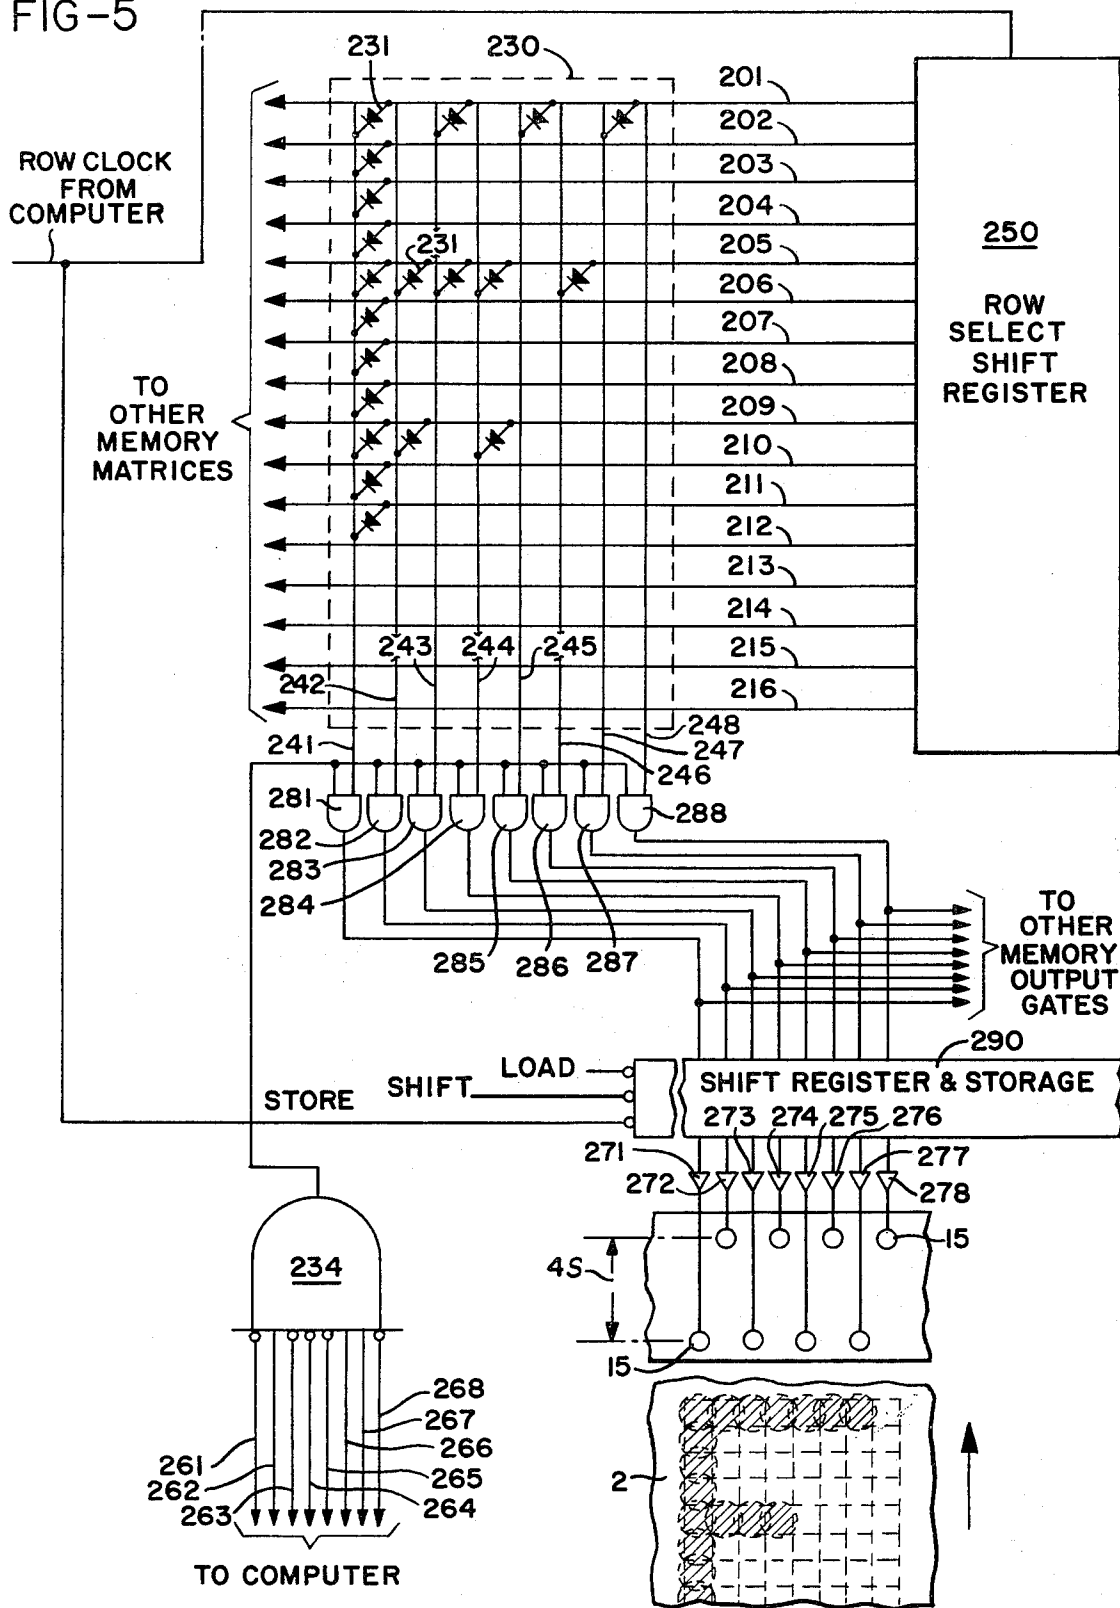 FIG-5
231
230
201
202
203
204
231
205
206
207
208
209
210
211
212
213
214
215
216
ROW CLOCK
FROM
COMPUTER
TO
OTHER
MEMORY
MATRICES
250
ROW
SELECT
SHIFT
REGISTER
243
244
245
242
241
248
247
246
281
282
283
284
285
286
287
288
TO
OTHER
MEMORY
OUTPUT
GATES
290
LOAD
SHIFT
STORE
SHIFT REGISTER & STORAGE
273
274
275
276
271
272
277
278
15
4S
15
234
268
267
266
265
264
261
262
263
TO COMPUTER
2